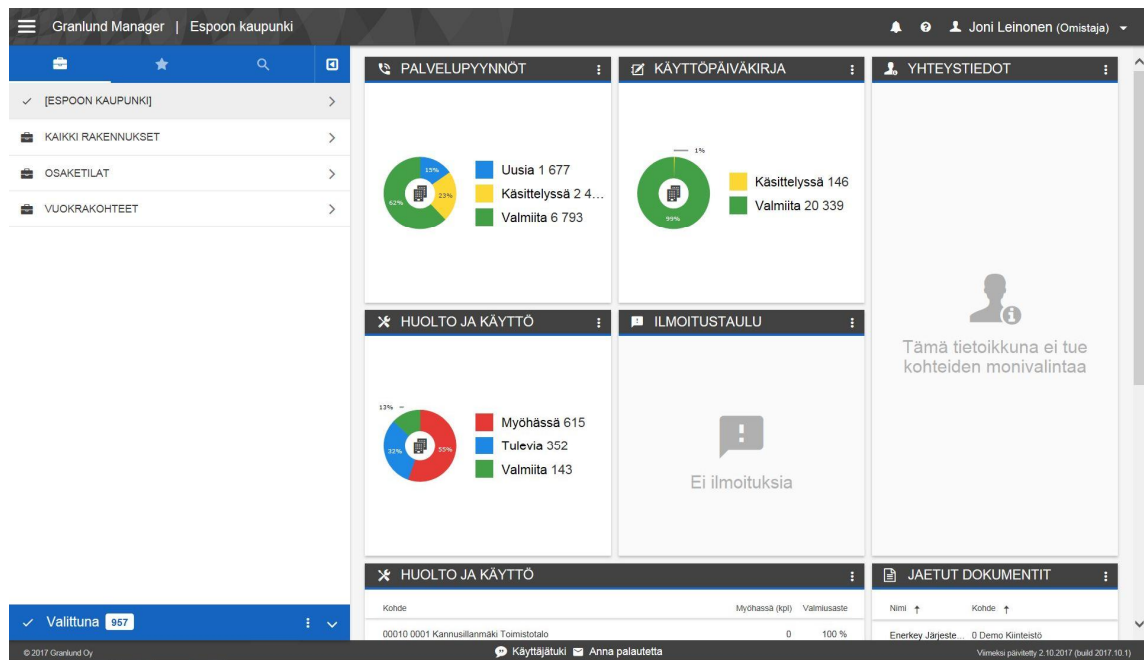 Granlund Manager | Espoon kaupunki
Joni Leinonen (Omistaja)
[ESPOON KAUPUNKI]
KAIKKI RAKENNUKSET
OSAKETILAT
VUOKRAKOHTEET
Valittuna 957
PALVELUPYYNNÖT
15%
23%
62%
Uusia 1 677
Käsittelyssä 2 4...
Valmiita 6 793
KÄYTTÖPÄIVÄKIRJA
1%
99%
Käsittelyssä 146
Valmiita 20 339
YHTEYSTIEDOT
Tämä tietoikkuna ei tue
kohteiden monivalintaa
HUOLTO JA KÄYTTÖ
13%
32%
55%
Myöhässä 615
Tulevia 352
Valmiita 143
ILMOITUSTAULU
Ei ilmoituksia
HUOLTO JA KÄYTTÖ
Kohde Myöhässä (kpl) Valmiusaste
00010 0001 Kannusillanmäki Toimistotalo 0 100 %
JAETUT DOKUMENTIT
Nimi Kohde
Enerkey Järjeste... 0 Demo Kiinteistö
© 2017 Granlund Oy
Käyttäjätuki Anna palautetta
Viimeksi päivitetty 2.10.2017 (build 2017.10.1)